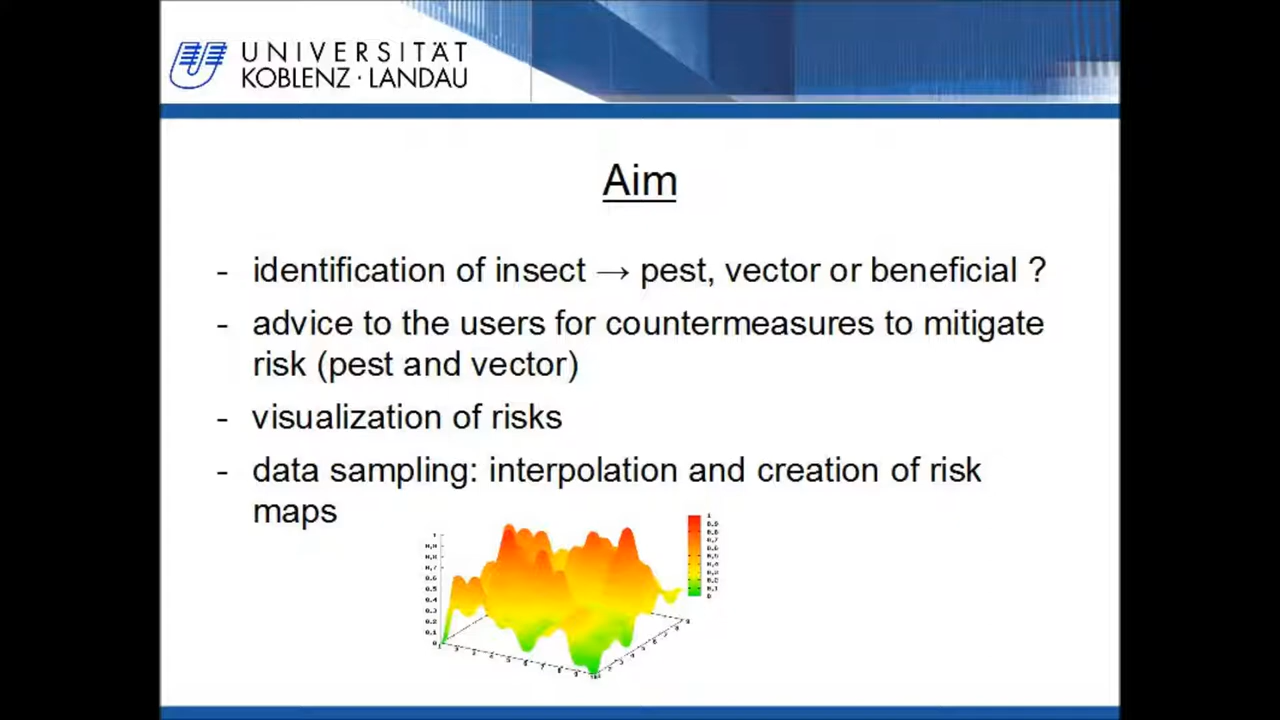 UNIVERSITÄT
KOBLENZ · LANDAU
Aim
- identification of insect → pest, vector or beneficial ?
- advice to the users for countermeasures to mitigate
risk (pest and vector)
- visualization of risks
- data sampling: interpolation and creation of risk
maps